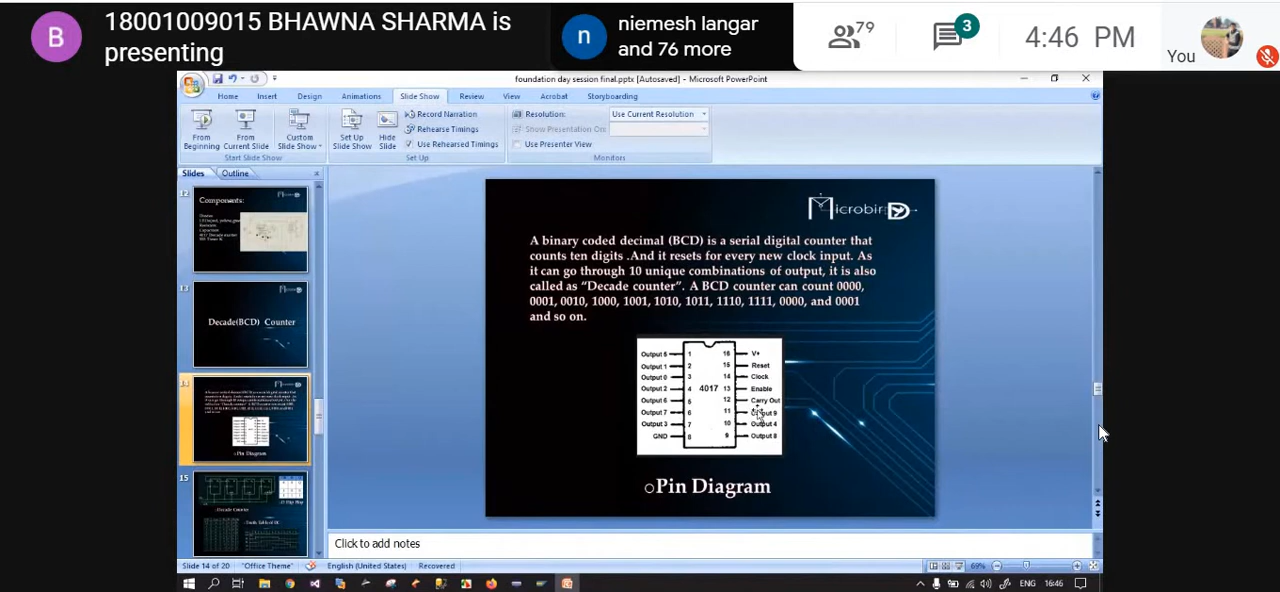 18001009015 BHAWNA SHARMA is
presenting
B
n
niemesh langar
and 76 more
79
3
4:46 PM
You
foundation day session final.pptx [Autosaved] - Microsoft PowerPoint
Home Insert Design Animations Slide Show Review View Acrobat Storyboarding
From
Beginning
From
Current Slide
Custom
Slide Show
Start Slide Show
Set Up
Slide Show
Hide
Slide
Record Narration
Rehearse Timings
Use Rehearsed Timings
Set Up
Resolution: Use Current Resolution
Show Presentation On:
Use Presenter View
Monitors
Slides Outline
12
Components:
13
Decade(BCD) Counter
14
Pin Diagram
15
Decade Counter
Microbird
A binary coded decimal (BCD) is a serial digital counter that
counts ten digits .And it resets for every new clock input. As
it can go through 10 unique combinations of output, it is also
called as “Decade counter”. A BCD counter can count 0000,
0001, 0010, 1000, 1001, 1010, 1011, 1110, 1111, 0000, and 0001
and so on.
Output 5 1 16 V+
Output 1 2 15 Reset
Output 0 3 14 Clock
Output 2 4 4017 13 Enable
Output 6 5 12 Carry Out
Output 7 6 11 Output 9
Output 3 7 10 Output 4
GND 8 9 Output 8
Pin Diagram
Click to add notes
Slide 14 of 20 "Office Theme" English (United States) Recovered 69%
ENG 16:46